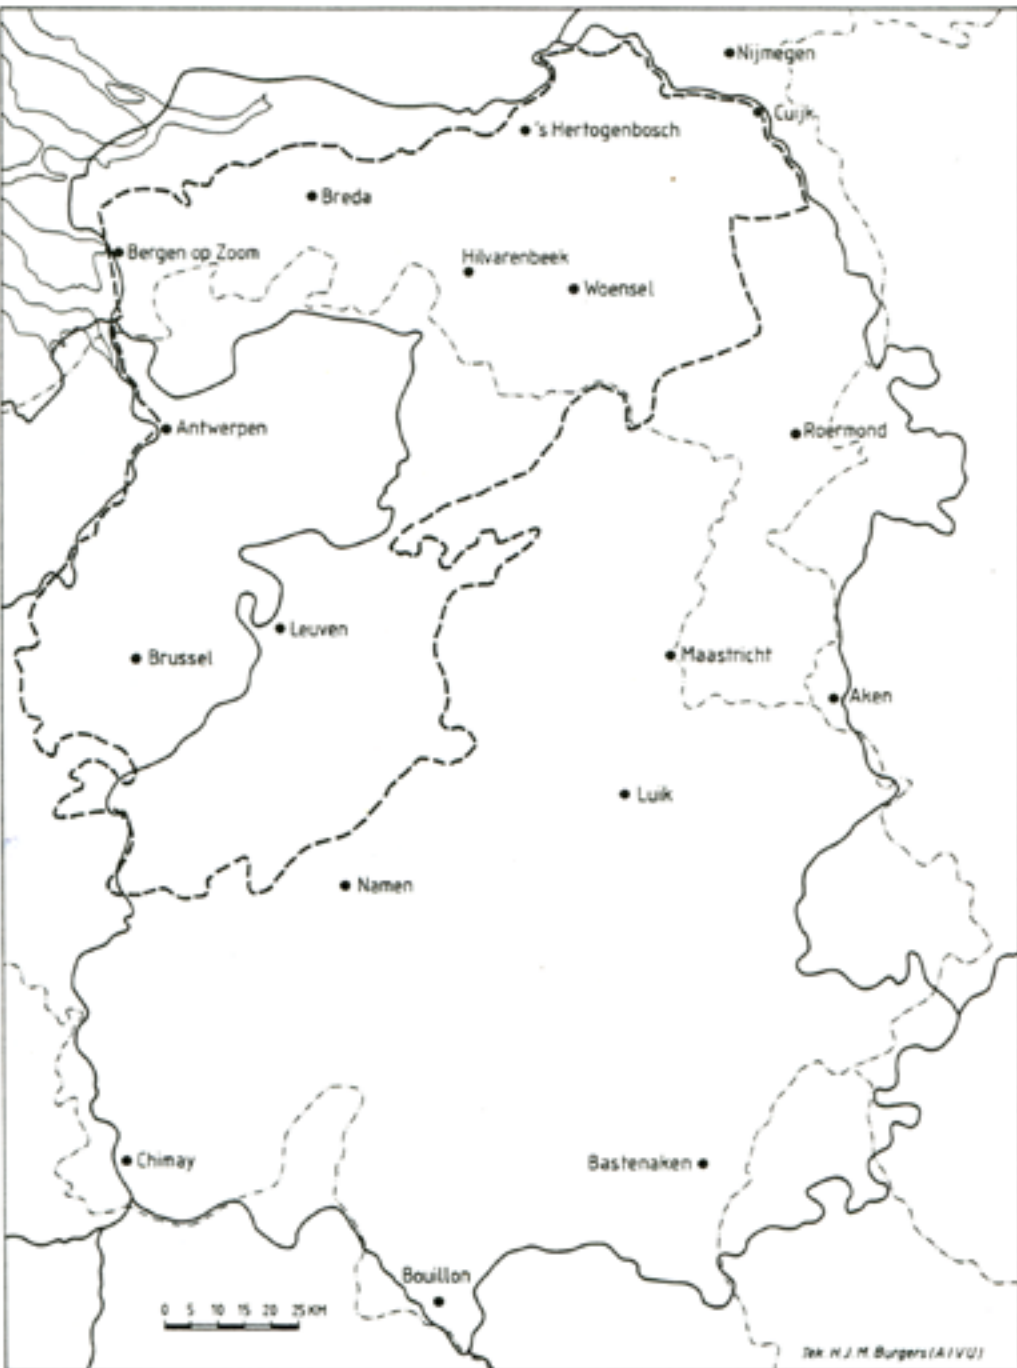 Nijmegen
Cuijk
's Hertogenbosch
Breda
Bergen op Zoom
Hilvarenbeek
Woensel
Antwerpen
Roermond
Leuven
Brussel
Maastricht
Aken
Luik
Namen
Chimay
Bastenaken
Bouillon
0 5 10 15 20 25 KM
Tek. H.J.M. Burgers (AIVU)